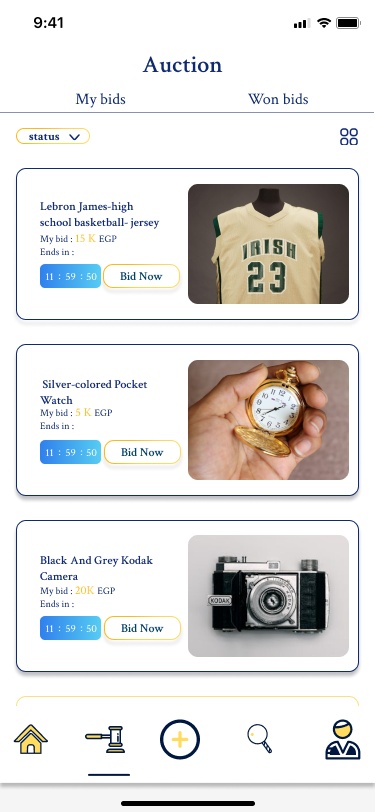 9:41
Auction
My bids
Won bids
status
Lebron James-high
school basketball- jersey
My bid : 15 K EGP
Ends in :
11 : 59 : 50
Bid Now
IRISH
23
Silver-colored Pocket
Watch
My bid : 5 K EGP
Ends in :
11 : 59 : 50
Bid Now
Black And Grey Kodak
Camera
My bid : 20K EGP
Ends in :
11 : 59 : 50
Bid Now
KODAK